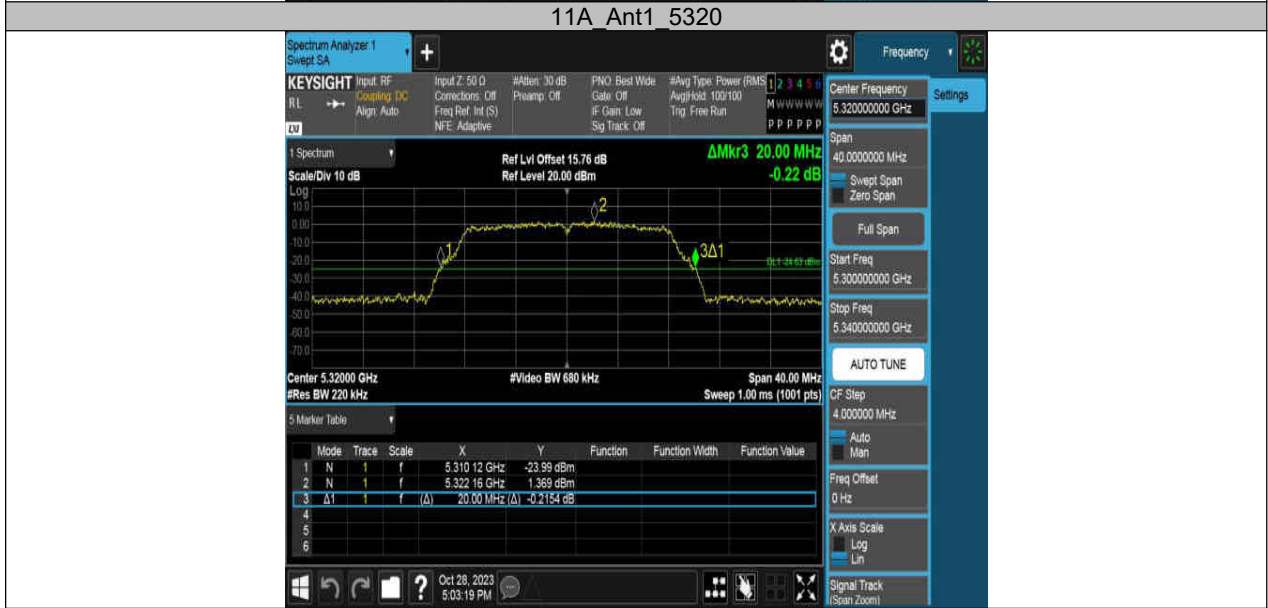 11A_Ant1_5320
Spectrum Analyzer 1
Swept SA
+
Frequency
KEYSIGHT
RL
LXI
Input: RF
Coupling: DC
Align: Auto
Input Z: 50 Ω
Corrections: Off
Freq Ref: Int (S)
NFE: Adaptive
#Atten: 30 dB
Preamp: Off
PNO: Best Wide
Gate: Off
IF Gain: Low
Sig Track: Off
#Avg Type: Power (RMS
Avg|Hold: 100/100
Trig: Free Run
1 2 3 4 5 6
M W W W W W
P P P P P P
Center Frequency
5.320000000 GHz
Settings
Span
40.0000000 MHz
Swept Span
Zero Span
Full Span
Start Freq
5.300000000 GHz
Stop Freq
5.340000000 GHz
AUTO TUNE
CF Step
4.000000 MHz
Auto
Man
Freq Offset
0 Hz
X Axis Scale
Log
Lin
Signal Track
(Span Zoom)
1 Spectrum
Scale/Div 10 dB
Ref Lvl Offset 15.76 dB
Ref Level 20.00 dBm
ΔMkr3 20.00 MHz
-0.22 dB
Log
10.0
0.00
-10.0
-20.0
-30.0
-40.0
-50.0
-60.0
-70.0
1
2
3Δ1
DL1 -24.63 dBm
Center 5.32000 GHz
#Video BW 680 kHz
Span 40.00 MHz
#Res BW 220 kHz
Sweep 1.00 ms (1001 pts)
5 Marker Table
Mode Trace Scale X Y Function Function Width Function Value
1 N 1 f 5.310 12 GHz -23.99 dBm
2 N 1 f 5.322 16 GHz 1.369 dBm
3 Δ1 1 f (Δ) 20.00 MHz (Δ) -0.2154 dB
4
5
6
?
Oct 28, 2023
5:03:19 PM